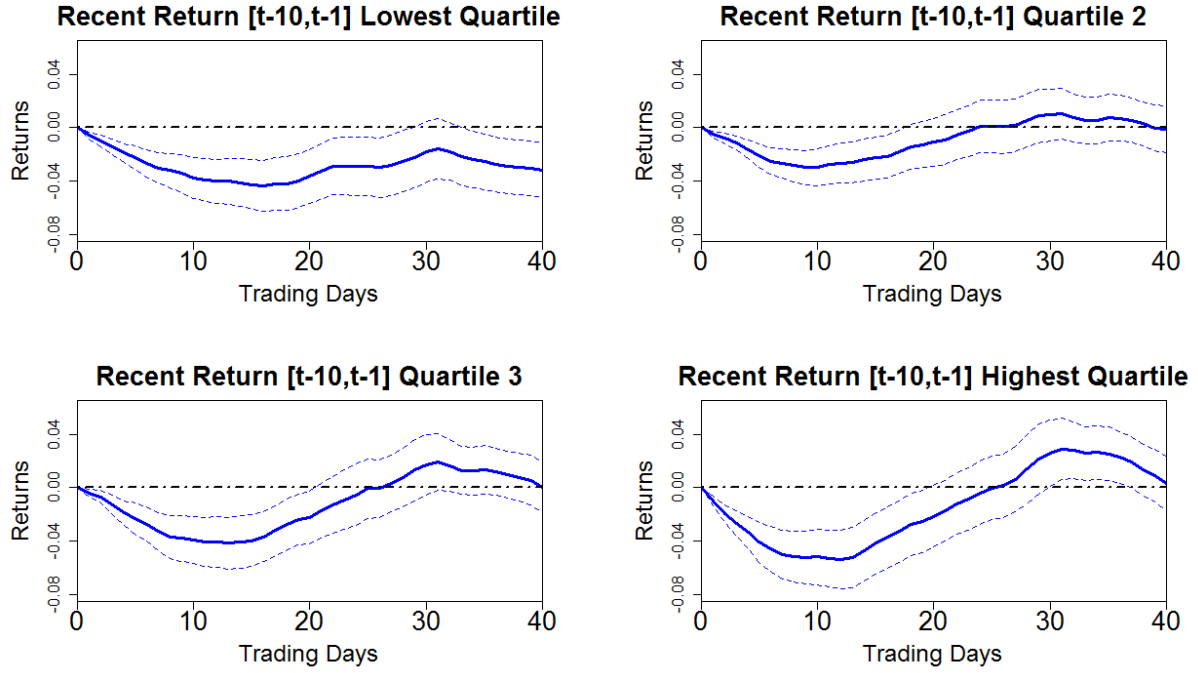 Recent Return [t-10,t-1] Lowest Quartile
Returns
0.04
0.00
-0.04
-0.08
0 10 20 30 40
Trading Days
Recent Return [t-10,t-1] Quartile 2
Returns
0.04
0.00
-0.04
-0.08
0 10 20 30 40
Trading Days
Recent Return [t-10,t-1] Quartile 3
Returns
0.04
0.00
-0.04
-0.08
0 10 20 30 40
Trading Days
Recent Return [t-10,t-1] Highest Quartile
Returns
0.04
0.00
-0.04
-0.08
0 10 20 30 40
Trading Days